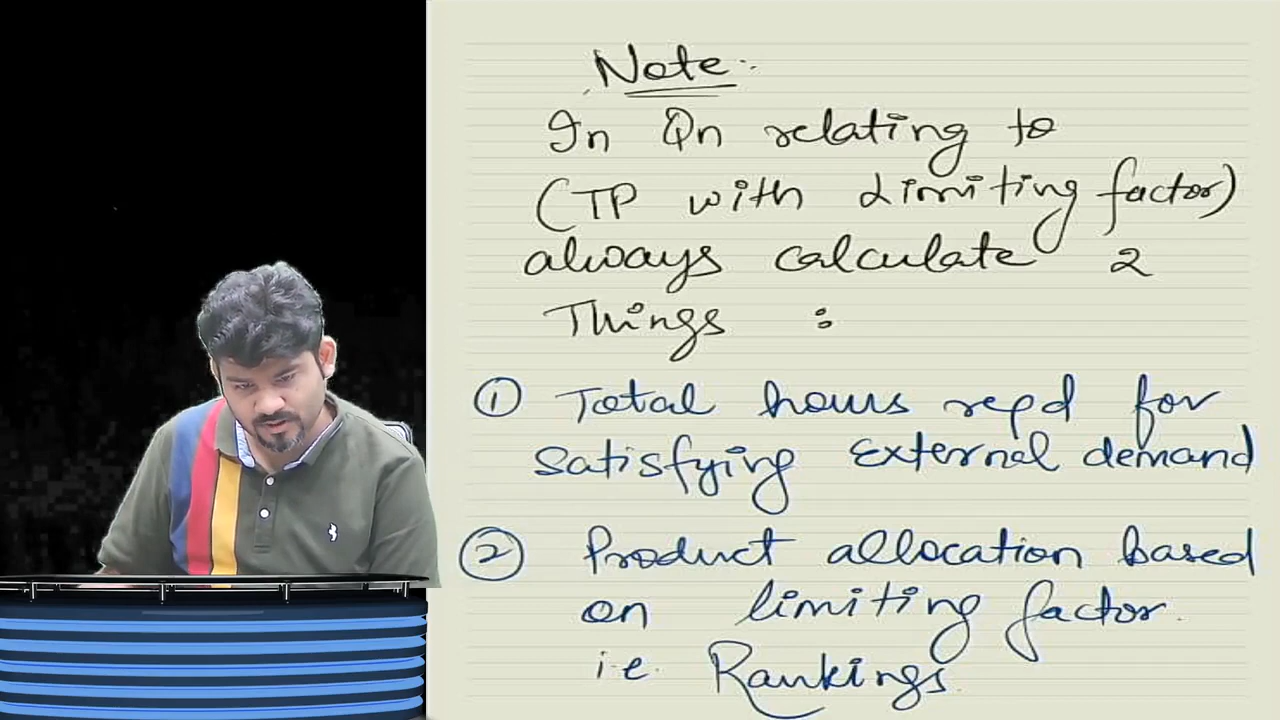 Note:-
In Qn relating to
(TP with Limiting factor)
always calculate 2
Things :
① Total hours reqd for
satisfying External demand
② Product allocation based
on limiting factor.
i.e. Rankings.